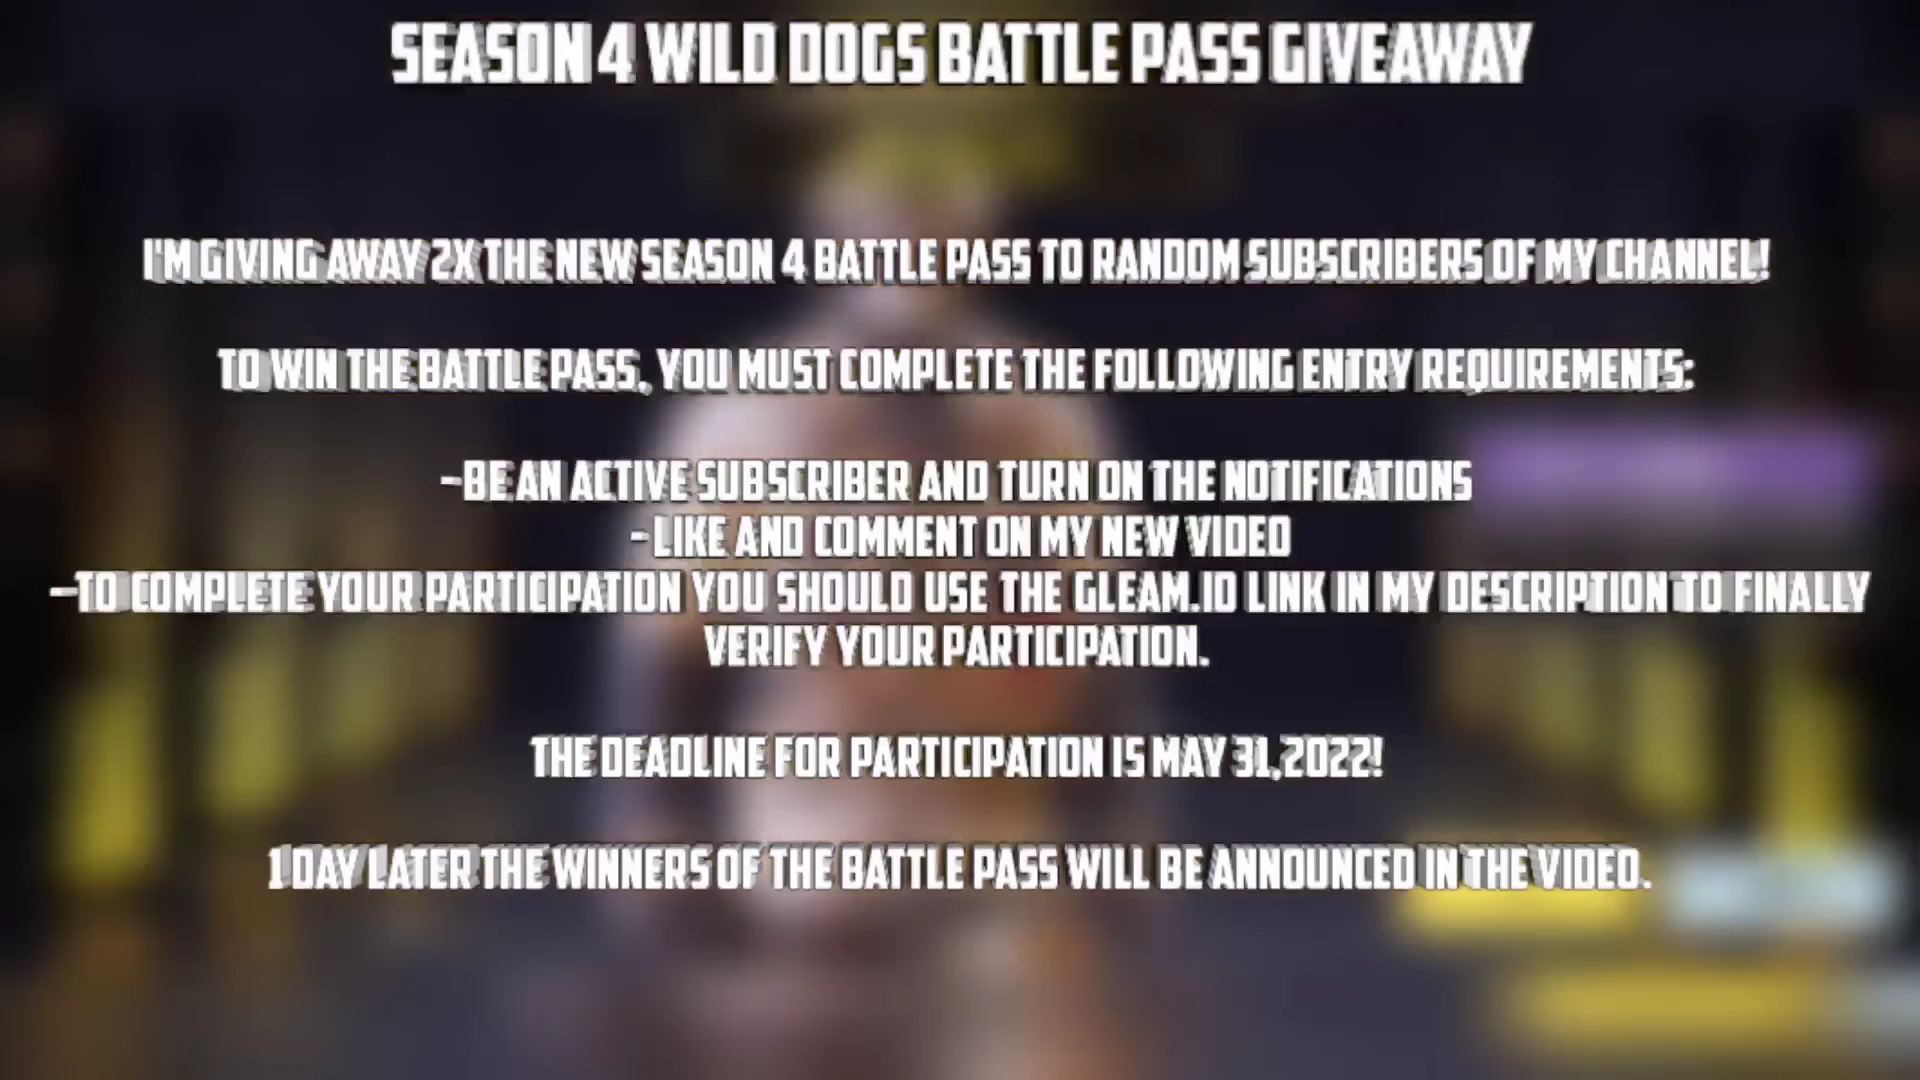 SEASON 4 WILD DOGS BATTLE PASS GIVEAWAY
I'M GIVING AWAY 2X THE NEW SEASON 4 BATTLE PASS TO RANDOM SUBSCRIBERS OF MY CHANNEL!
TO WIN THE BATTLE PASS, YOU MUST COMPLETE THE FOLLOWING ENTRY REQUIREMENTS:
-BE AN ACTIVE SUBSCRIBER AND TURN ON THE NOTIFICATIONS
- LIKE AND COMMENT ON MY NEW VIDEO
-TO COMPLETE YOUR PARTICIPATION YOU SHOULD USE THE GLEAM.IO LINK IN MY DESCRIPTION TO FINALLY
VERIFY YOUR PARTICIPATION.
THE DEADLINE FOR PARTICIPATION IS MAY 31,2022!
1 DAY LATER THE WINNERS OF THE BATTLE PASS WILL BE ANNOUNCED IN THE VIDEO.